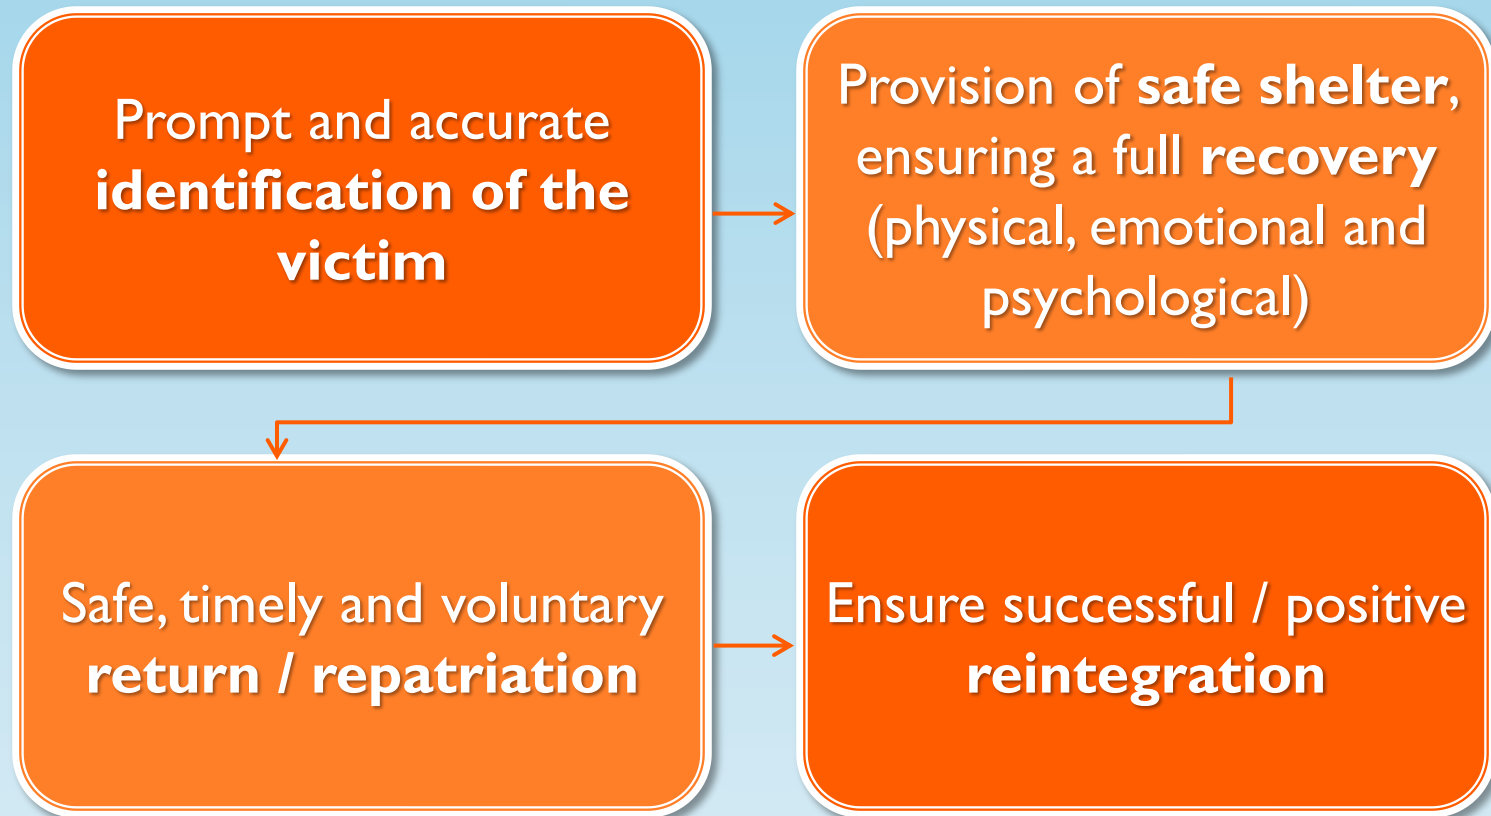 Prompt and accurate
identification of the
victim
Provision of safe shelter,
ensuring a full recovery
(physical, emotional and
psychological)
Safe, timely and voluntary
return / repatriation
Ensure successful / positive
reintegration